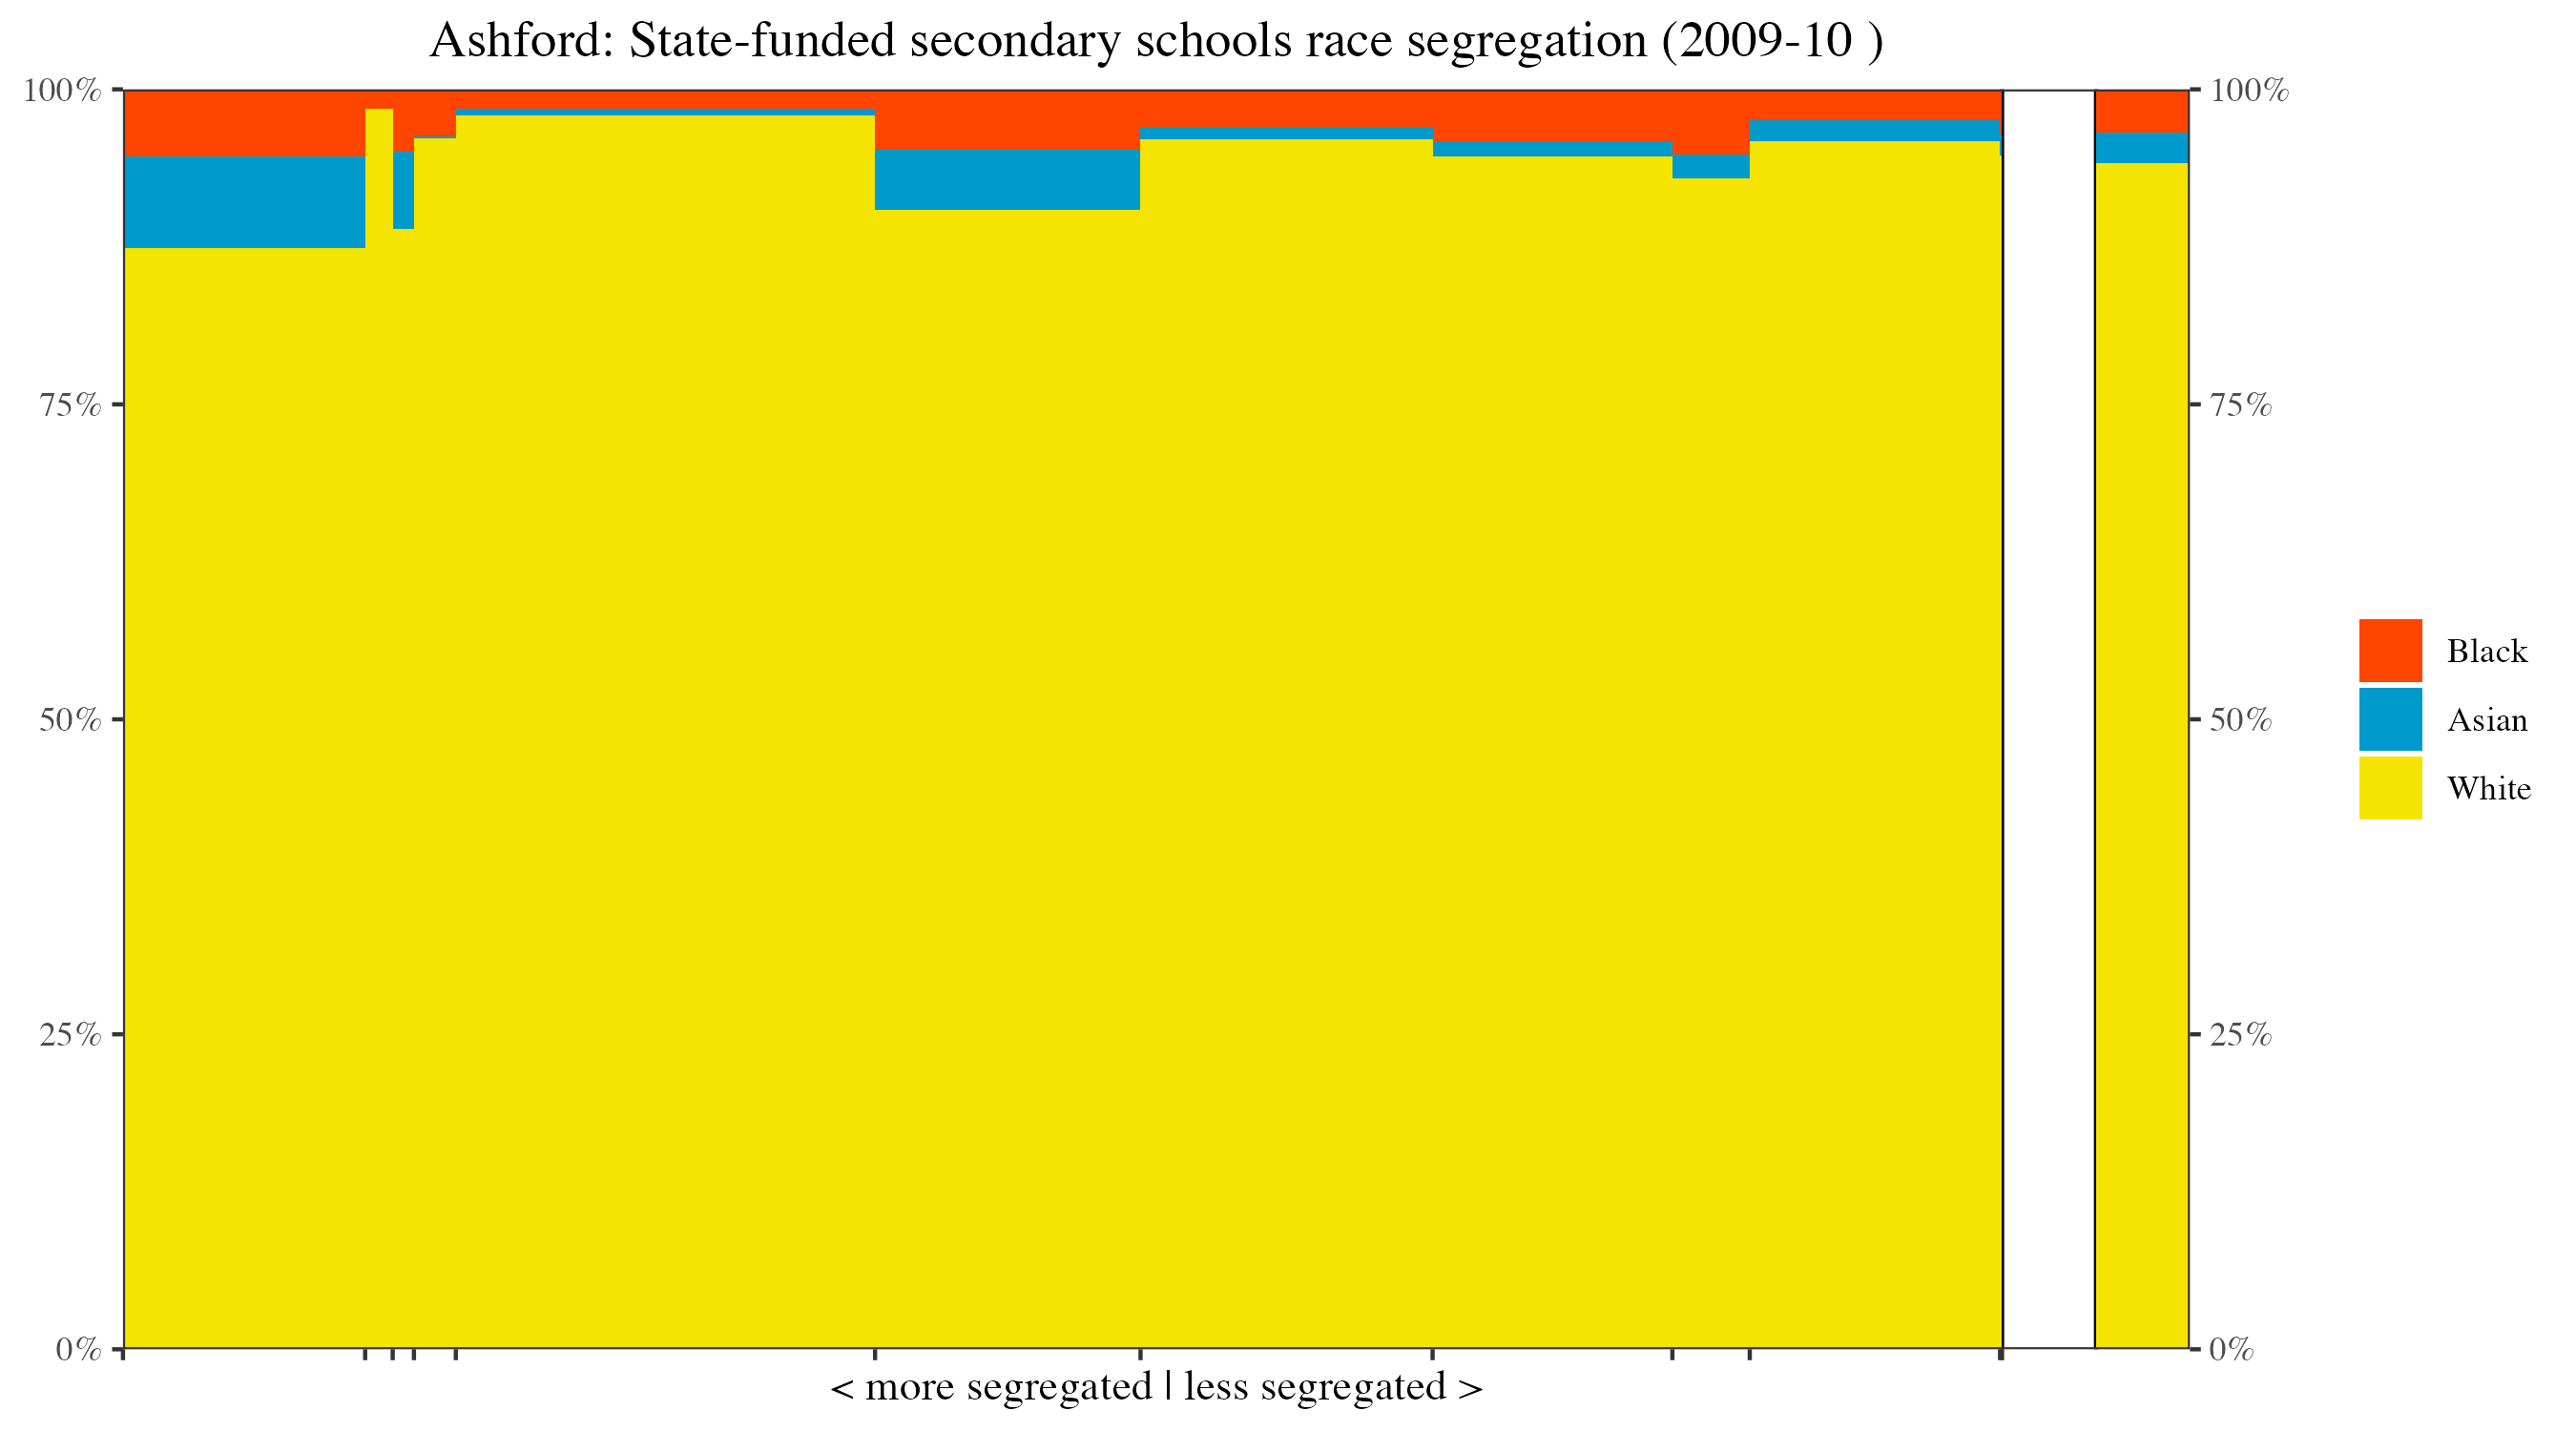 Ashford: State-funded secondary schools race segregation (2009-10 )
100%
75%
50%
25%
0%
100%
75%
50%
25%
0%
< more segregated | less segregated >
Black
Asian
White